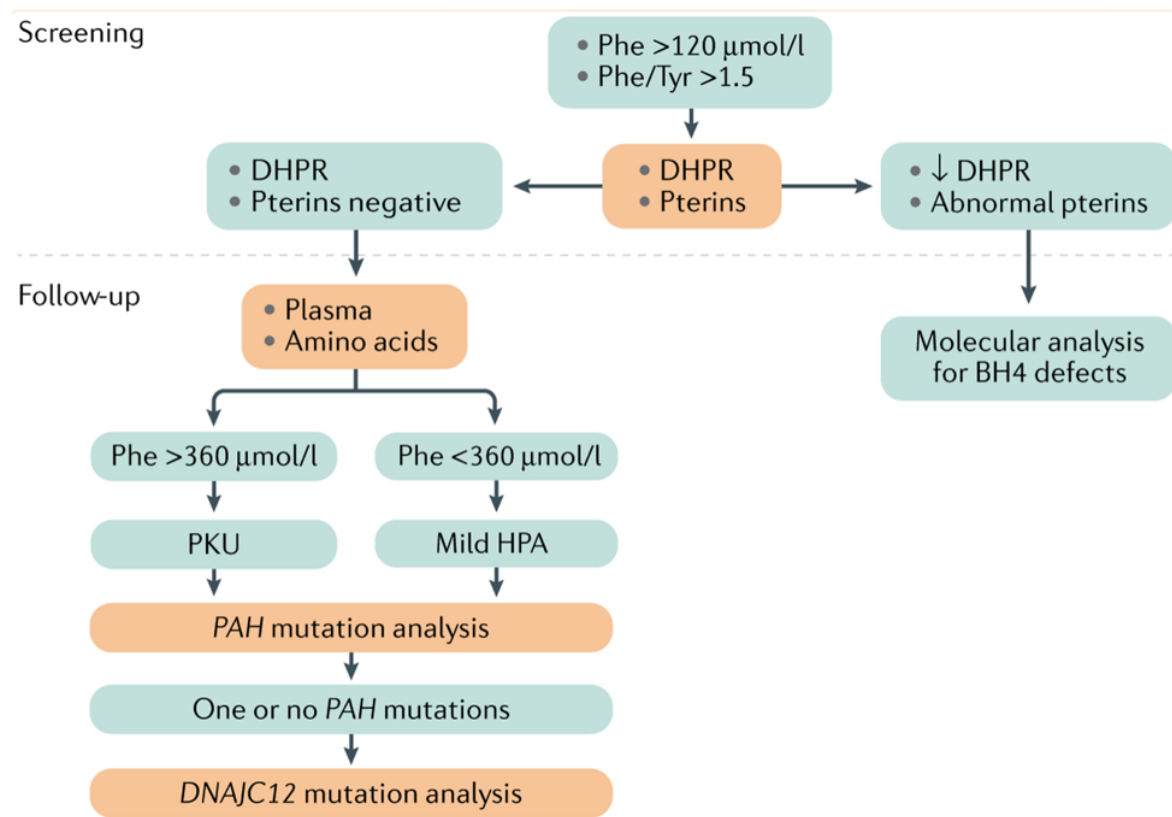 Screening
• Phe >120 μmol/l
• Phe/Tyr >1.5
• DHPR
• Pterins negative
• DHPR
• Pterins
• ↓ DHPR
• Abnormal pterins
Follow-up
• Plasma
• Amino acids
Molecular analysis
for BH4 defects
Phe >360 μmol/l
Phe <360 μmol/l
PKU
Mild HPA
PAH mutation analysis
One or no PAH mutations
DNAJC12 mutation analysis